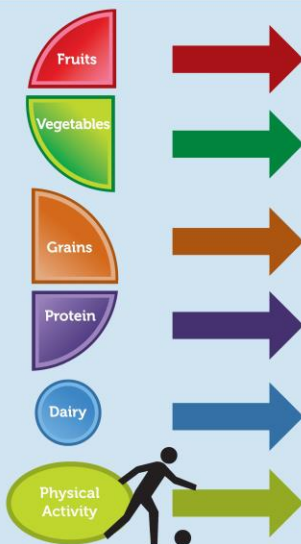 Fruits
Vegetables
Grains
Protein
Dairy
Physical
Activity